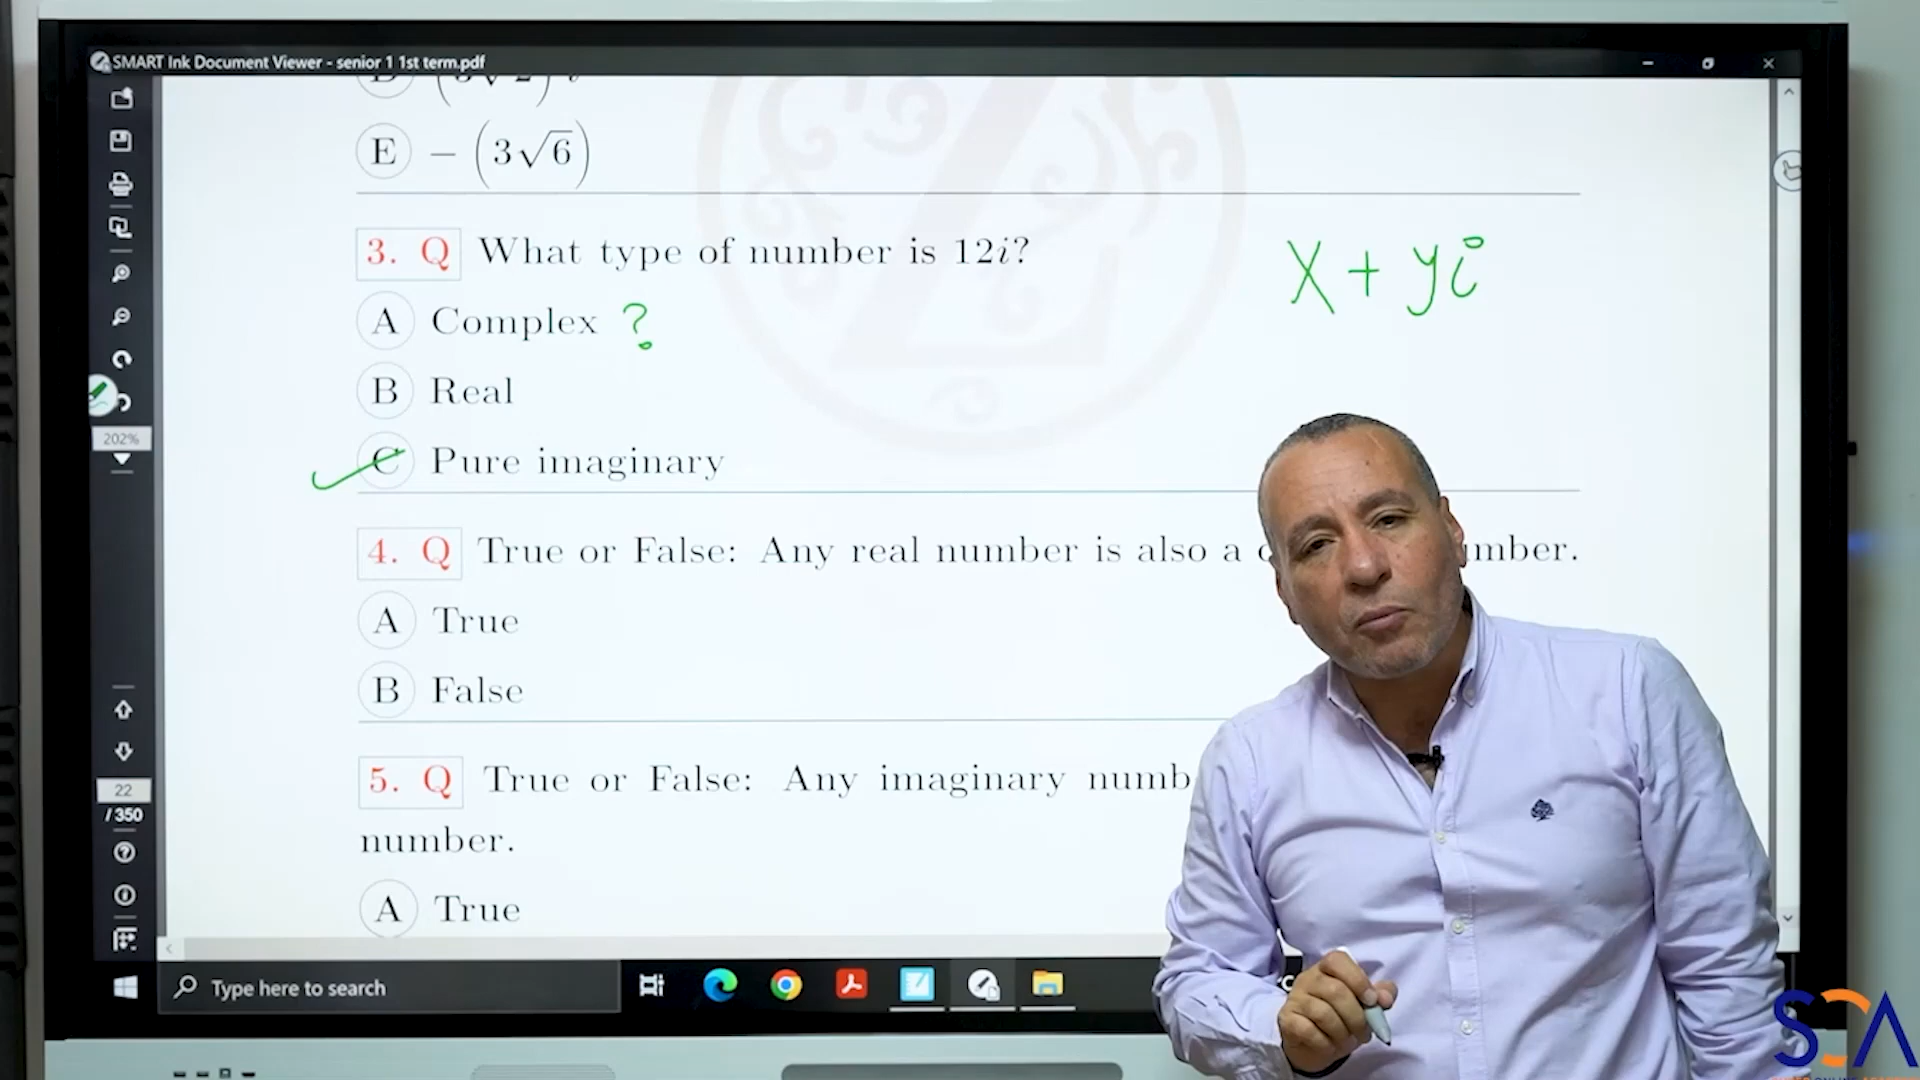 SMART Ink Document Viewer - senior 1 1st term.pdf
E −(3√6)
3. Q What type of number is 12i?
x + yi
A Complex ?
B Real
C Pure imaginary
4. Q True or False: Any real number is also a
A True
B False
5. Q True or False: Any imaginary
number.
A True
202%
22
/ 350
Type here to search
SCA